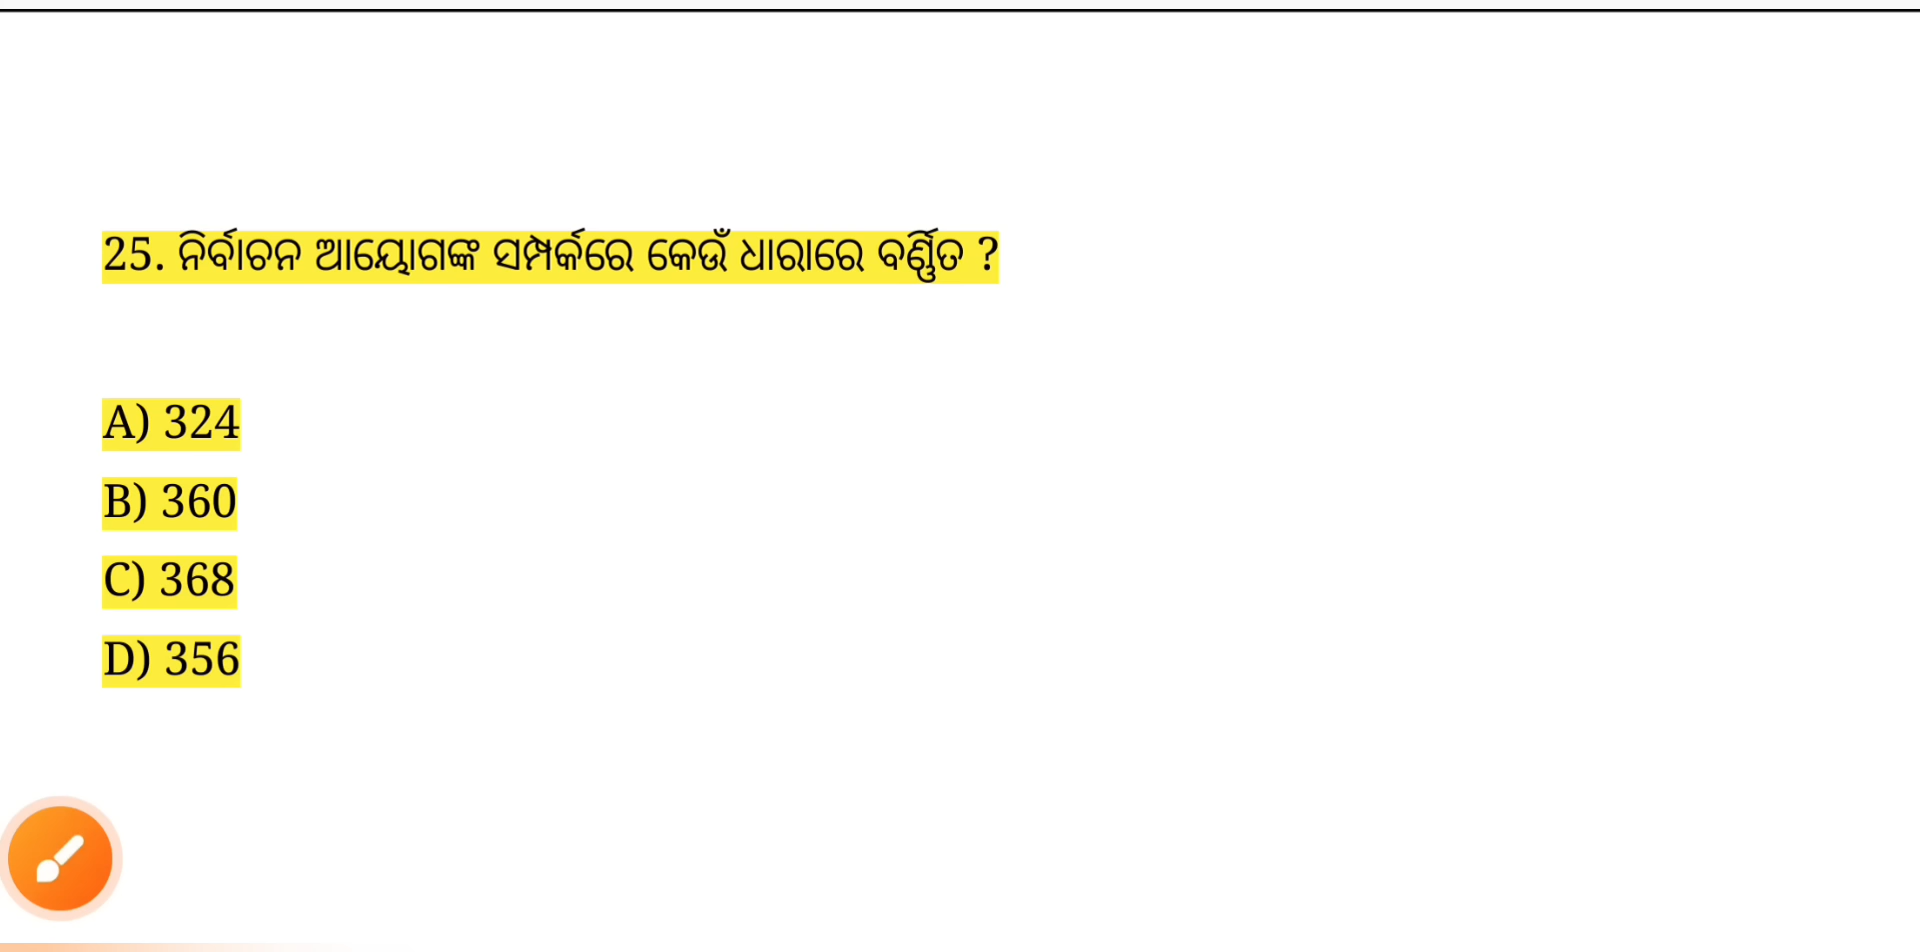 25. ନିର୍ବାଚନ ଆୟୋଗଙ୍କ ସମ୍ପର୍କରେ କେଉଁ ଧାରାରେ ବର୍ଣ୍ଣିତ ?
A) 324
B) 360
C) 368
D) 356